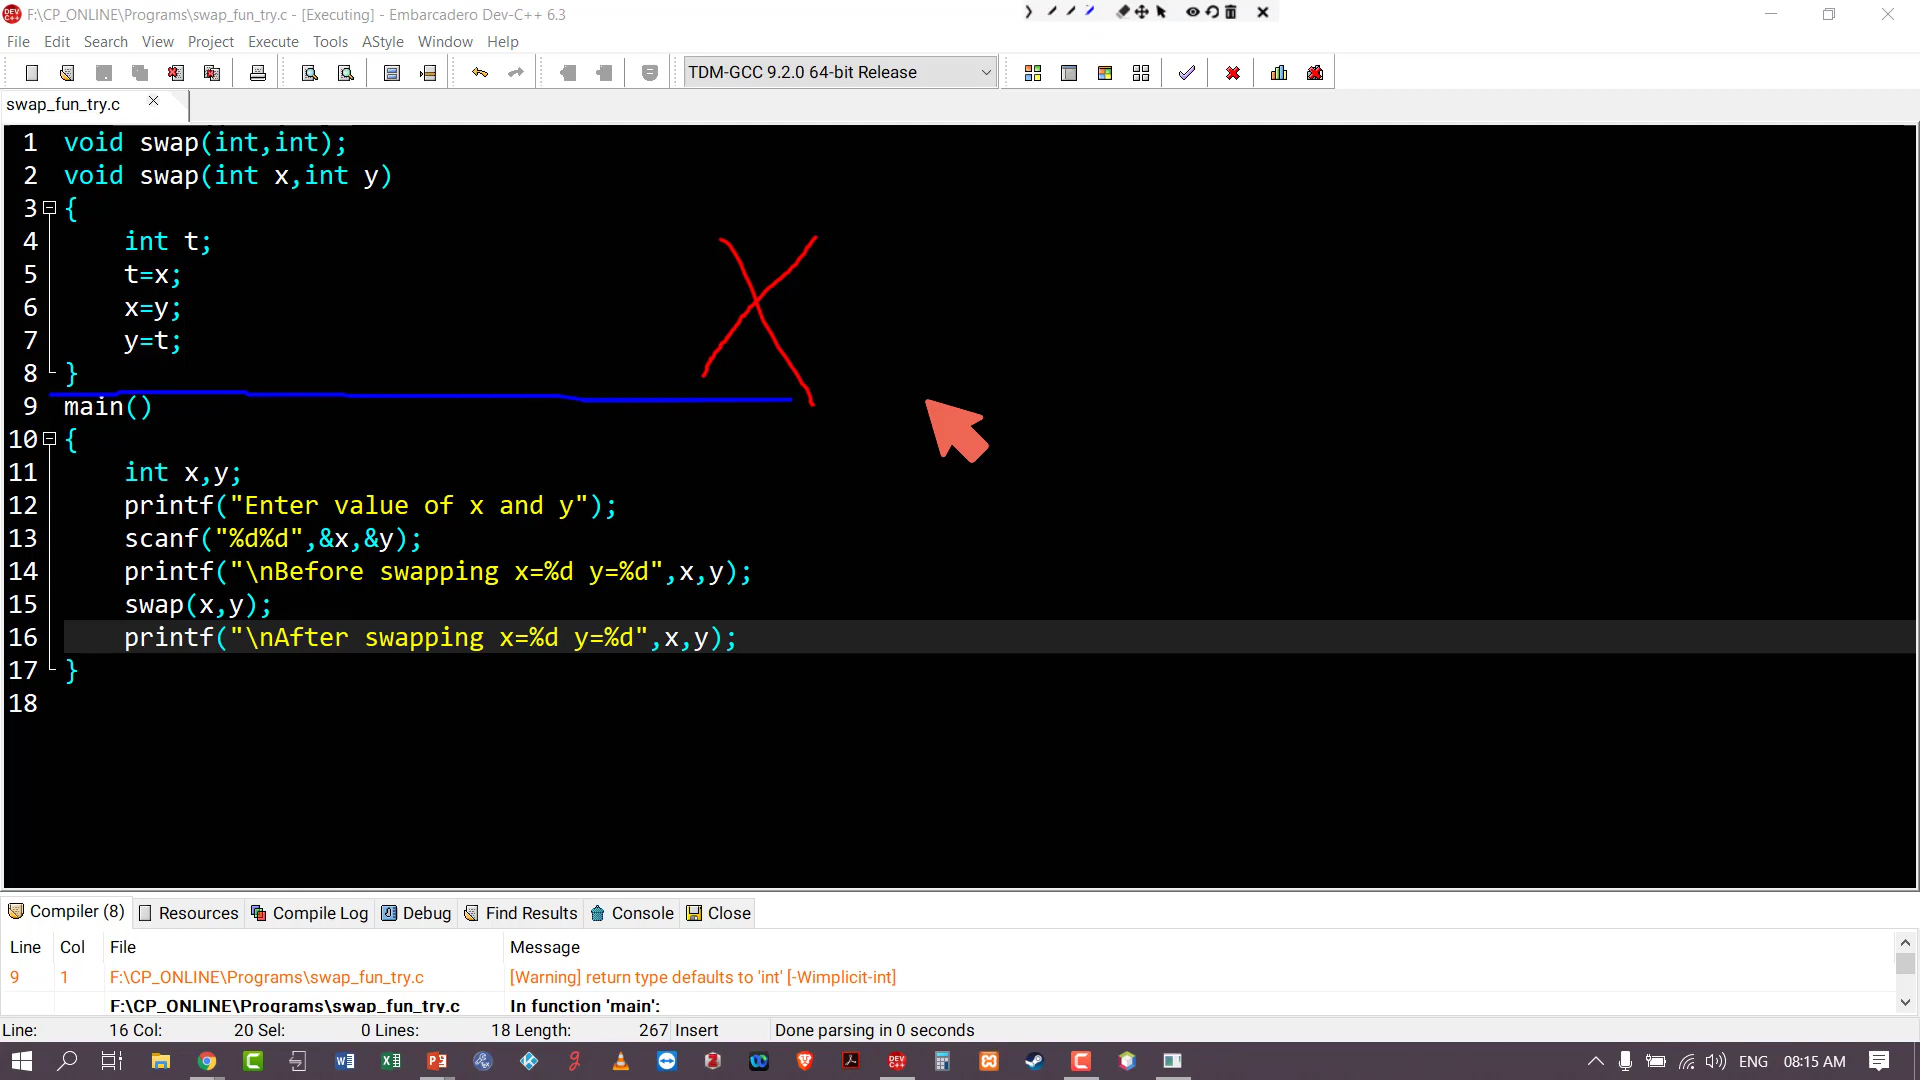 F:\CP_ONLINE\Programs\swap_fun_try.c - [Executing] - Embarcadero Dev-C++ 6.3
File Edit Search View Project Execute Tools AStyle Window Help
TDM-GCC 9.2.0 64-bit Release
swap_fun_try.c
1 void swap(int,int);
2 void swap(int x,int y)
3 {
4 int t;
5 t=x;
6 x=y;
7 y=t;
8 }
9 main()
10 {
11 int x,y;
12 printf("Enter value of x and y");
13 scanf("%d%d",&x,&y);
14 printf("\nBefore swapping x=%d y=%d",x,y);
15 swap(x,y);
16 printf("\nAfter swapping x=%d y=%d",x,y);
17 }
18
Compiler (8) Resources Compile Log Debug Find Results Console Close
Line Col File Message
9 1 F:\CP_ONLINE\Programs\swap_fun_try.c [Warning] return type defaults to 'int' [-Wimplicit-int]
F:\CP_ONLINE\Programs\swap_fun_try.c In function 'main':
Line: 16 Col: 20 Sel: 0 Lines: 18 Length: 267 Insert Done parsing in 0 seconds
ENG 08:15 AM